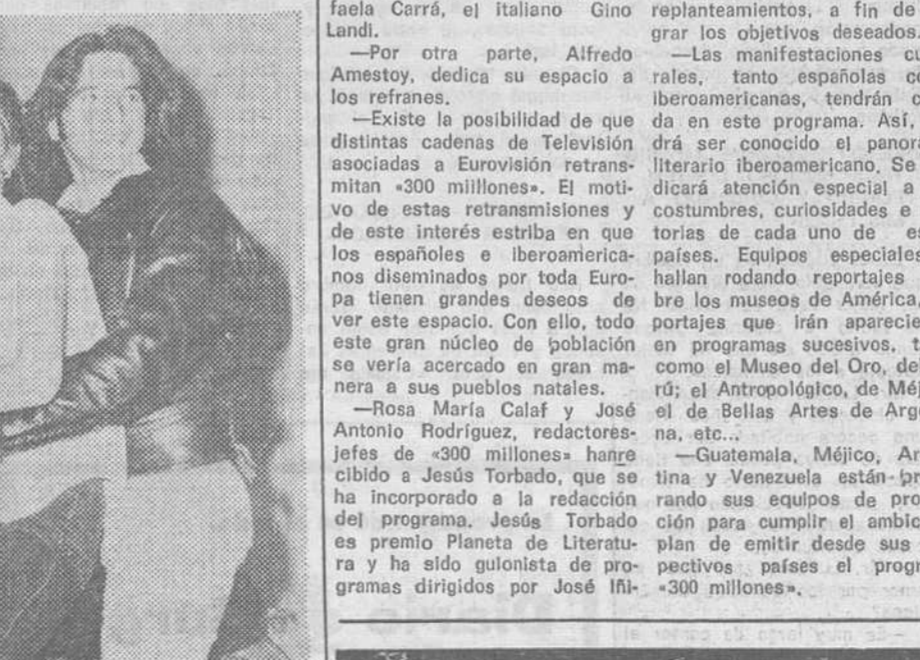 faela Carrá, el italiano Gino
Landi.
—Por otra parte, Alfredo
Amestoy, dedica su espacio a
los refranes.
—Existe la posibilidad de que
distintas cadenas de Televisión
asociadas a Eurovisión retrans-
mitan «300 miillones». El moti-
vo de estas retransmisiones y
de este interés estriba en que
los españoles e iberoamerica-
nos diseminados por toda Euro-
pa tienen grandes deseos de
ver este espacio. Con ello, todo
este gran núcleo de población
se vería acercado en gran ma-
nera a sus pueblos natales.
—Rosa María Calaf y José
Antonio Rodríguez, redactores-
jefes de «300 millones» hanre
cibido a Jesús Torbado, que se
ha incorporado a la redacción
del programa. Jesús Torbado
es premio Planeta de Literatu-
ra y ha sido guionista de pro-
gramas dirigidos por José Iñi-
replanteamientos, a fin de
grar los objetivos deseados.
—Las manifestaciones cu
rales, tanto españolas co
iberoamericanas, tendrán c
da en este programa. Así,
drá ser conocido el panora
literario iberoamericano. Se
dicará atención especial a
costumbres, curiosidades e
torias de cada uno de es
países. Equipos especiales
hallan rodando reportajes
bre los museos de América,
portajes que irán aparecie
en programas sucesivos, t
como el Museo del Oro, de
rú; el Antropológico, de Méj
el de Bellas Artes de Arg
na, etc...
—Guatemala, Méjico, Ar
tina y Venezuela están pr
rando sus equipos de pro
ción para cumplir el ambic
plan de emitir desde sus
pectivos países el progr
«300 millones».